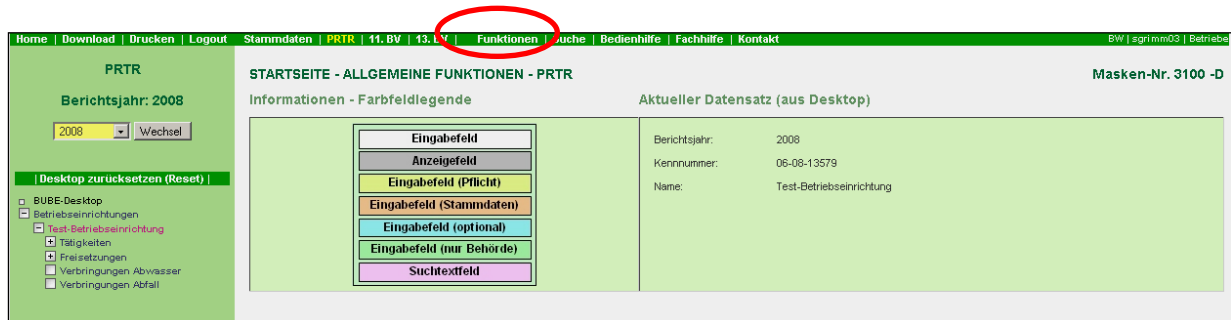 Home | Download | Drucken | Logout Stammdaten | PRTR | 11. BV | 13. BV | Funktionen | Suche | Bedienhilfe | Fachhilfe | Kontakt BW | sgrimm03 | Betriebe
PRTR
STARTSEITE - ALLGEMEINE FUNKTIONEN - PRTR Masken-Nr. 3100 -D
Berichtsjahr: 2008
Informationen - Farbfeldlegende Aktueller Datensatz (aus Desktop)
2008 Wechsel
Eingabefeld
Anzeigefeld
Eingabefeld (Pflicht)
Eingabefeld (Stammdaten)
Eingabefeld (optional)
Eingabefeld (nur Behörde)
Suchtextfeld
Berichtsjahr: 2008
Kennnummer: 06-08-13579
Name: Test-Betriebseinrichtung
| Desktop zurücksetzen (Reset) |
BUBE-Desktop
Betriebseinrichtungen
Test-Betriebseinrichtung
Tätigkeiten
Freisetzungen
Verbringungen Abwasser
Verbringungen Abfall